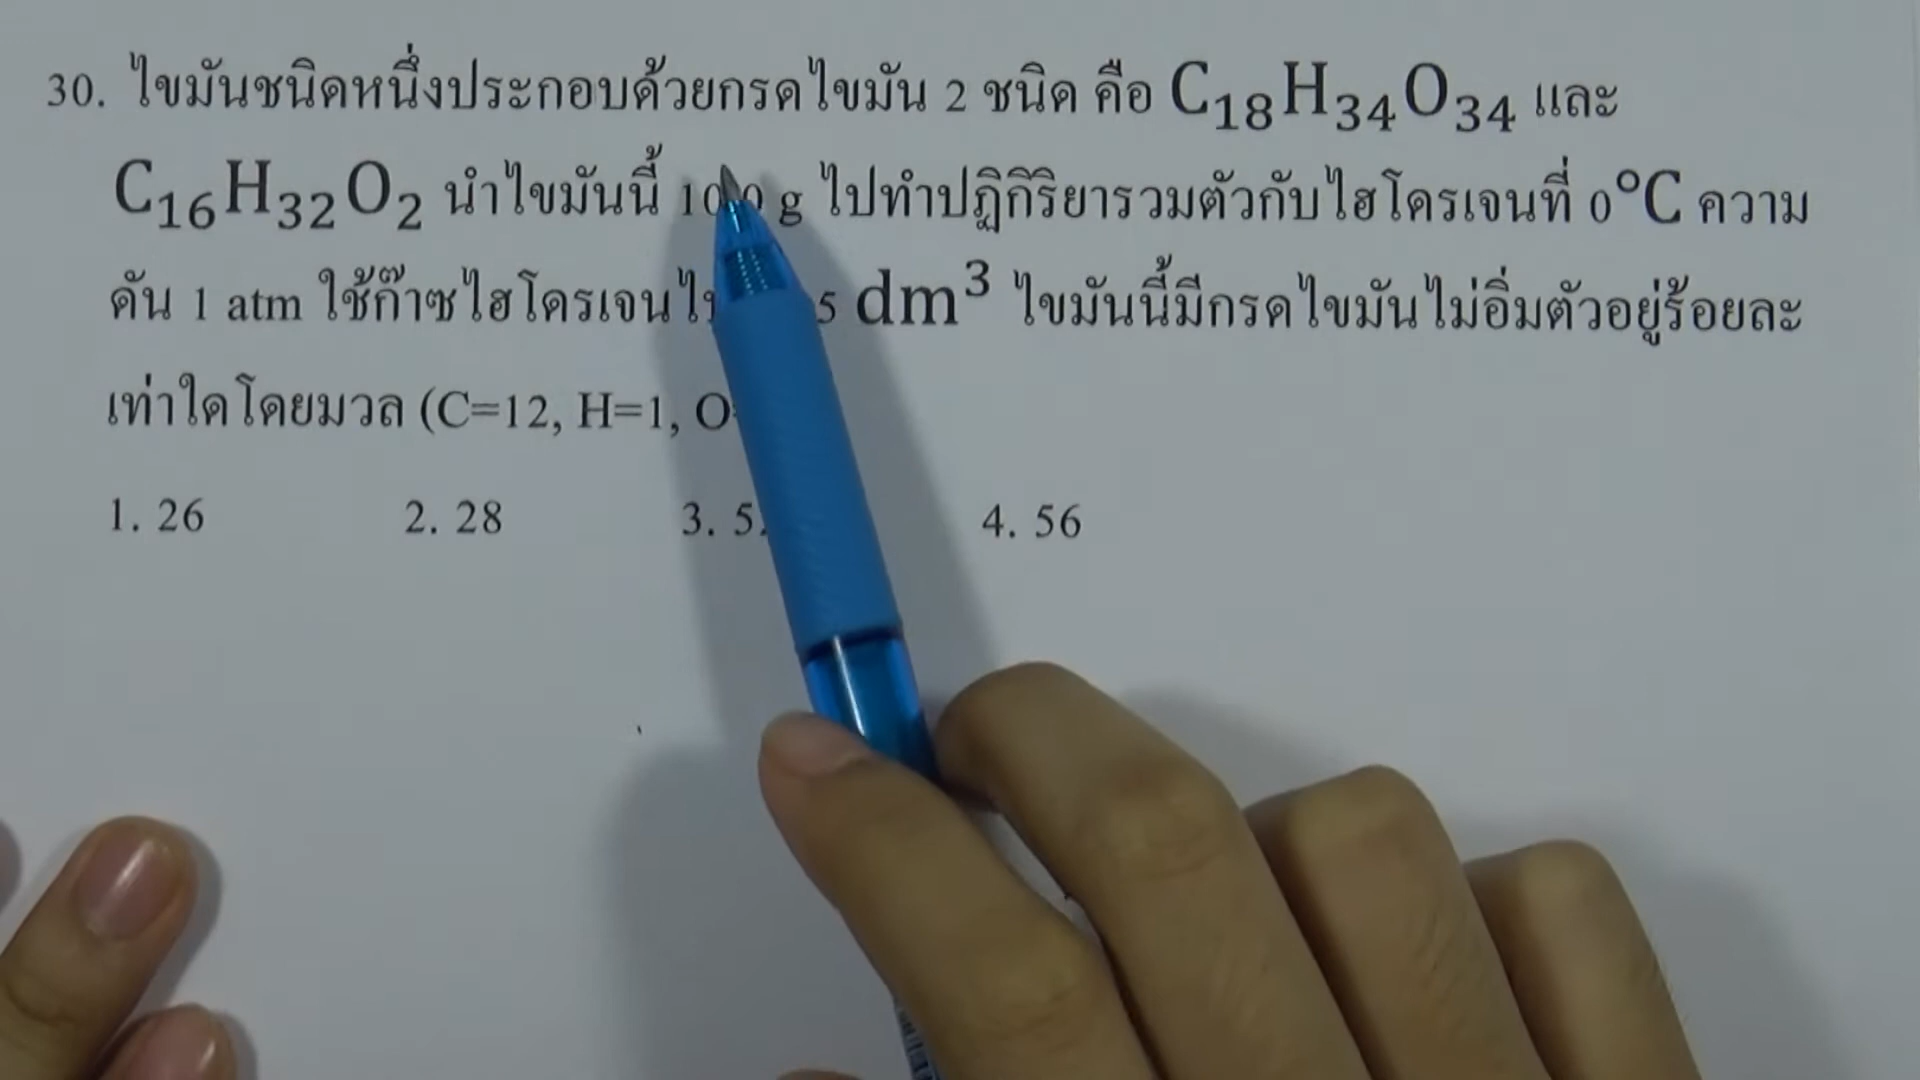 30. ไขมันชนิดหนึ่งประกอบด้วยกรดไขมัน 2 ชนิด คือ C₁₈H₃₄O₃₄ และ
C₁₆H₃₂O₂ นำไขมันนี้ g ไปทำปฏิกิริยารวมตัวกับไฮโดรเจนที่ 0°C ความ
ดัน 1 atm ใช้ก๊าซไฮโดรเจนไป 5 dm³ ไขมันนี้มีกรดไขมันไม่อิ่มตัวอยู่ร้อยละ
เท่าใดโดยมวล (C=12, H=1, O
1. 26 2. 28 3. 4. 56